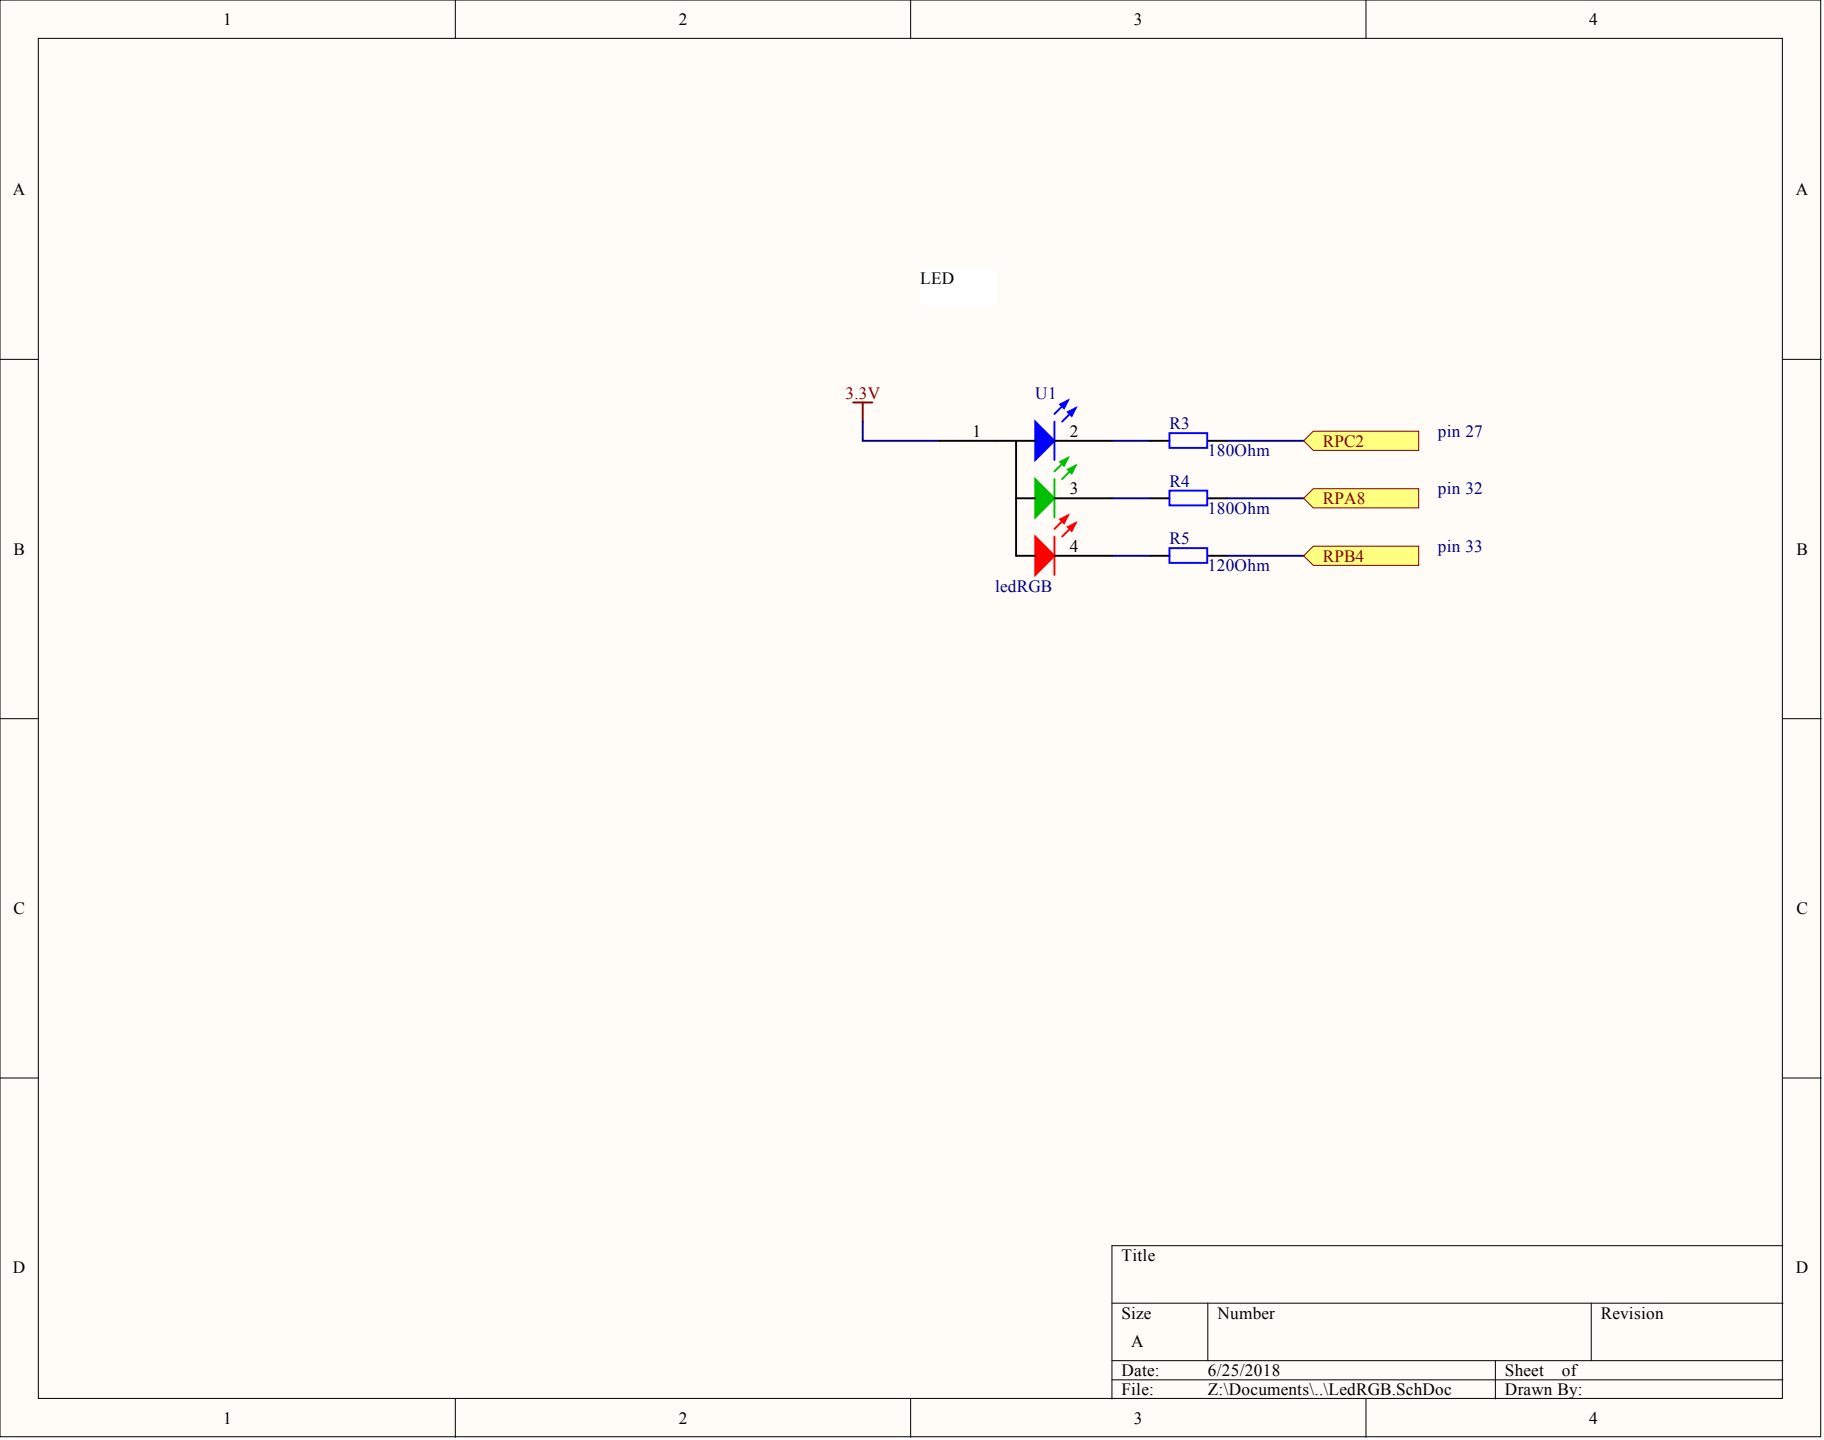 1 2 3 4
A A
LED
3.3V U1
1 2 R3 180Ohm RPC2 pin 27
3 R4 180Ohm RPA8 pin 32
B B
4 R5 120Ohm RPB4 pin 33
ledRGB
C C
D D
Title
Size Number Revision
A
Date: 6/25/2018 Sheet of
File: Z:\Documents\..\LedRGB.SchDoc Drawn By:
1 2 3 4